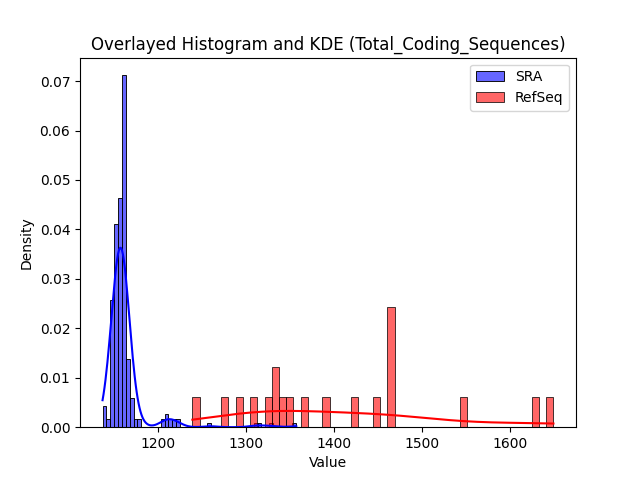 Overlayed Histogram and KDE (Total_Coding_Sequences)
SRA
RefSeq
0.07
0.06
0.05
0.04
0.03
0.02
0.01
0.00
Density
1200 1300 1400 1500 1600
Value